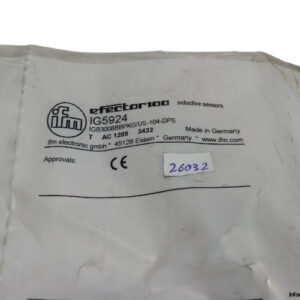 ifm
efector100 inductive sensors
IG5924
IGB3008BBPKG/US-104-DPS
T AC 1209 3432 Made in Germany
ifm electronic gmbh * 45128 Essen * Germany * www.ifm.com
Approvals:
CE
26032